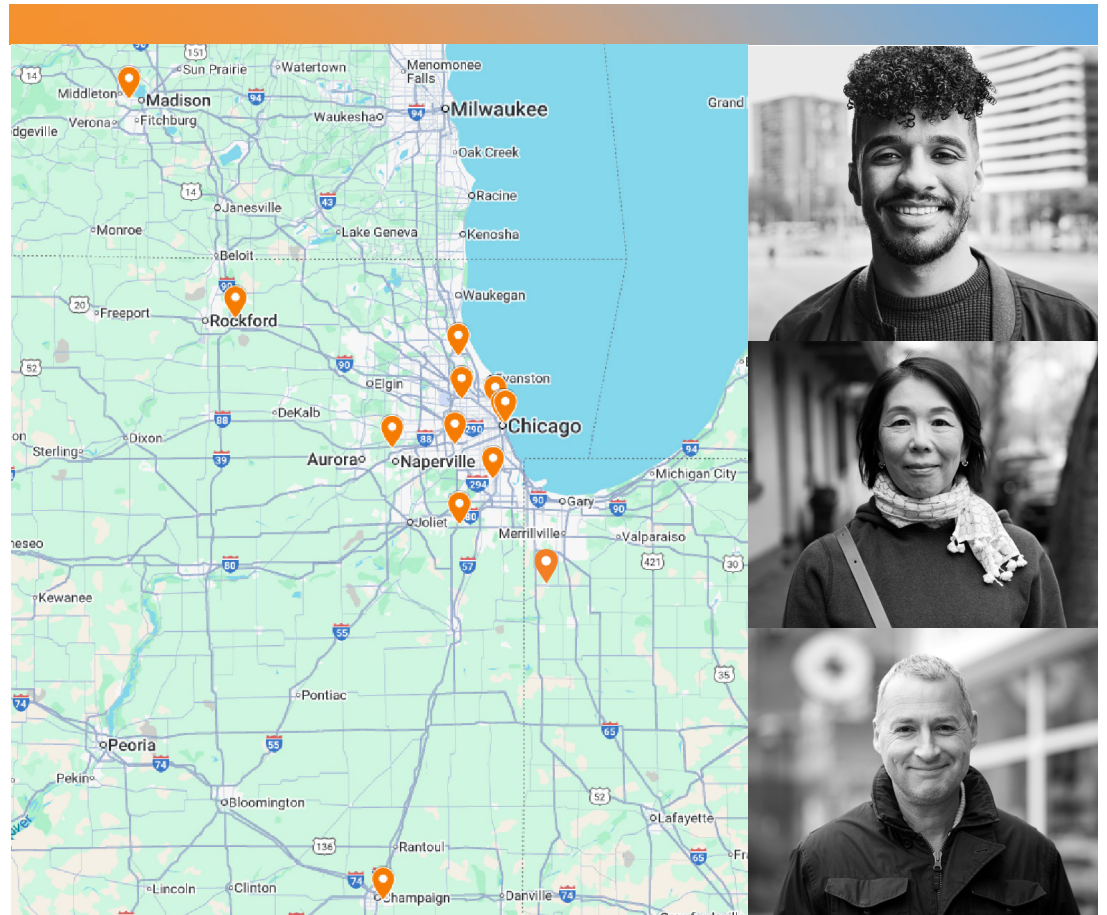 151
Sun Prairie
Watertown
Menomonee
Falls
14
Middleton
Madison
94
Grand
Milwaukee
Verona
Fitchburg
Waukesha
94
dgeville
Oak Creek
14
Janesville
43
Racine
Monroe
Lake Geneva
Kenosha
Beloit
90
Waukegan
20
Freeport
Rockford
52
90
Elgin
Evanston
DeKalb
88
290
Chicago
on
Dixon
88
Sterling
39
Aurora
Naperville
94
Michigan City
294
90
Gary
90
80
Joliet
Merrillville
Valparaiso
neseo
80
57
421
30
Kewanee
55
35
74
Pontiac
65
Peoria
55
74
Pekin
52
Bloomington
Lafayette
iver
136
Rantoul
65
Fra
74
Lincoln
Clinton
Champaign
Danville
74